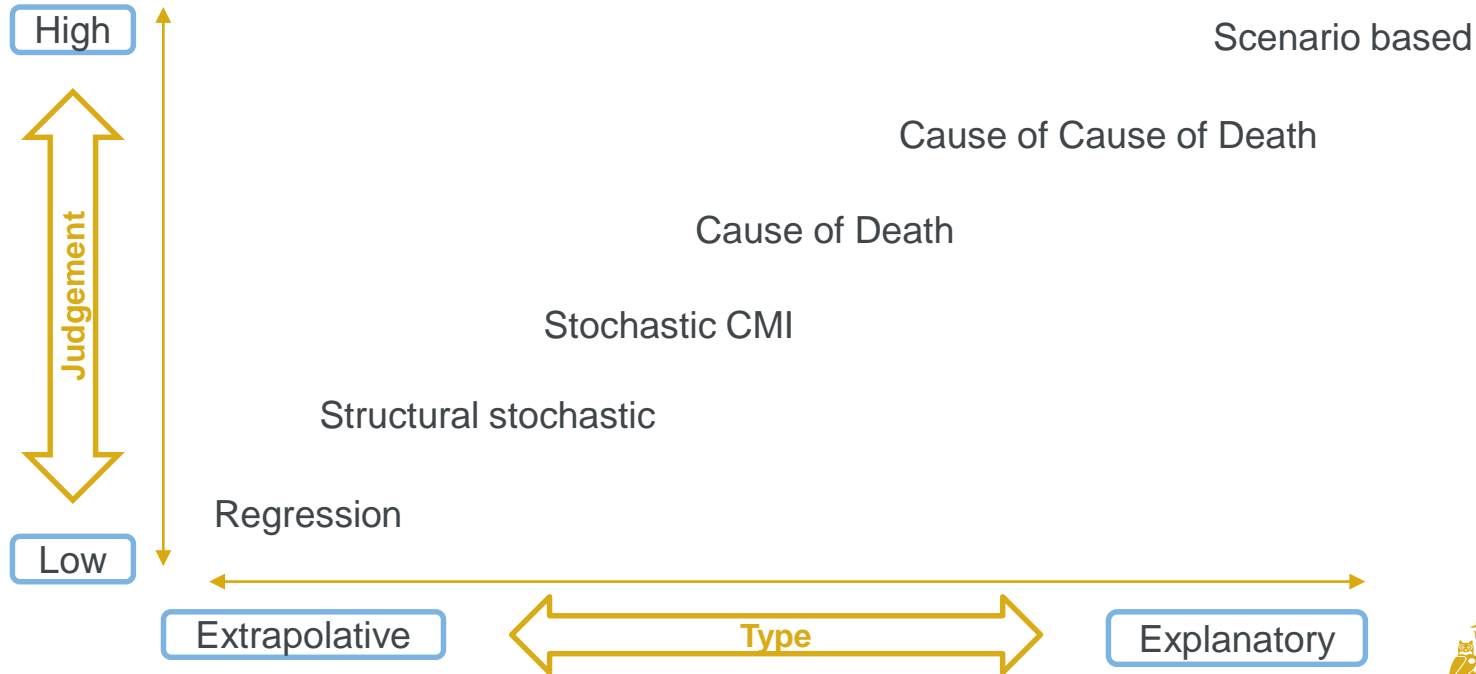 High
Scenario based
Cause of Cause of Death
Judgement
Cause of Death
Stochastic CMI
Structural stochastic
Regression
Low
Extrapolative
Type
Explanatory